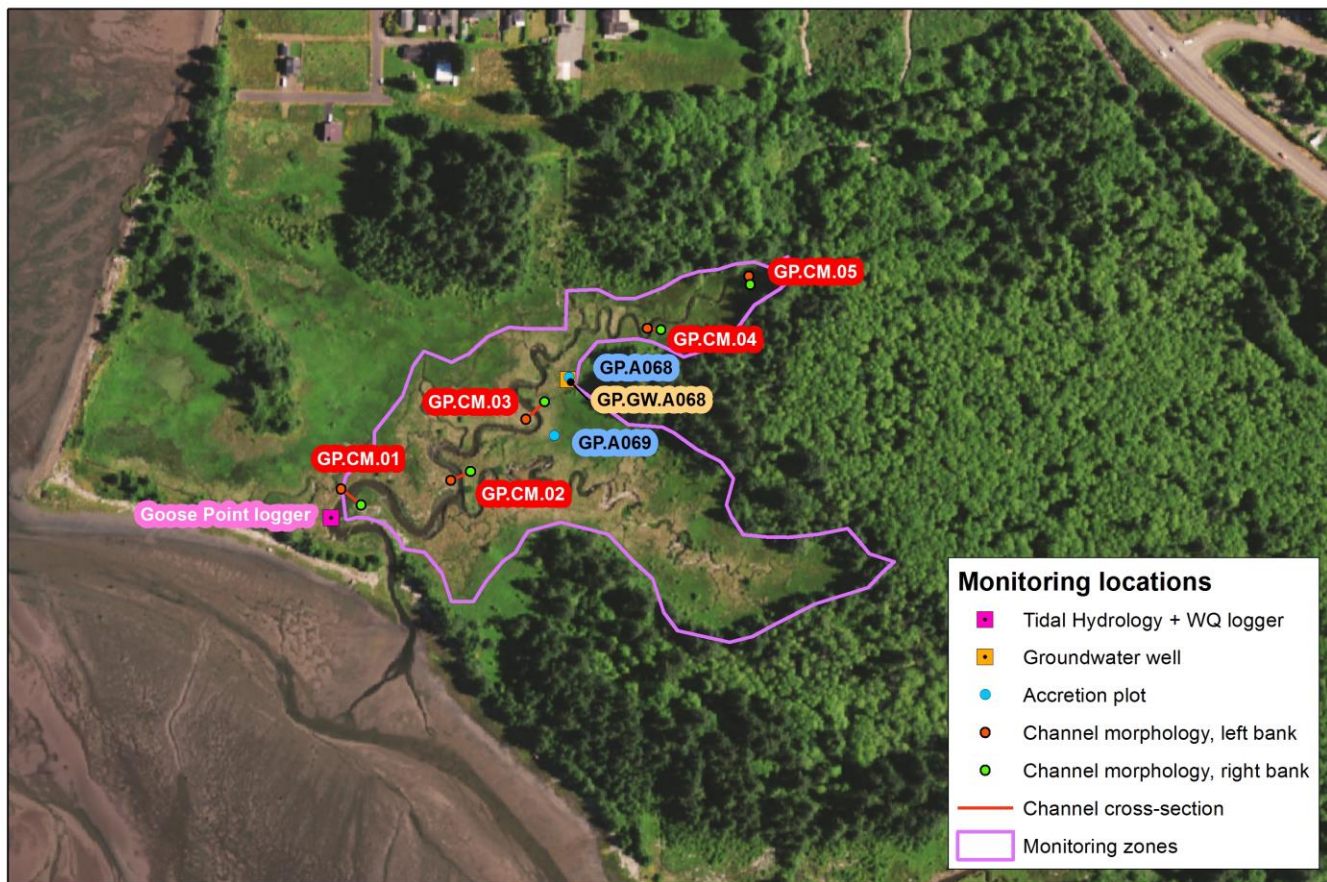 GP.CM.05
GP.CM.04
GP.A068
GP.GW.A068
GP.CM.03
GP.A069
GP.CM.01
GP.CM.02
Goose Point logger
Monitoring locations
Tidal Hydrology + WQ logger
Groundwater well
Accretion plot
Channel morphology, left bank
Channel morphology, right bank
Channel cross-section
Monitoring zones